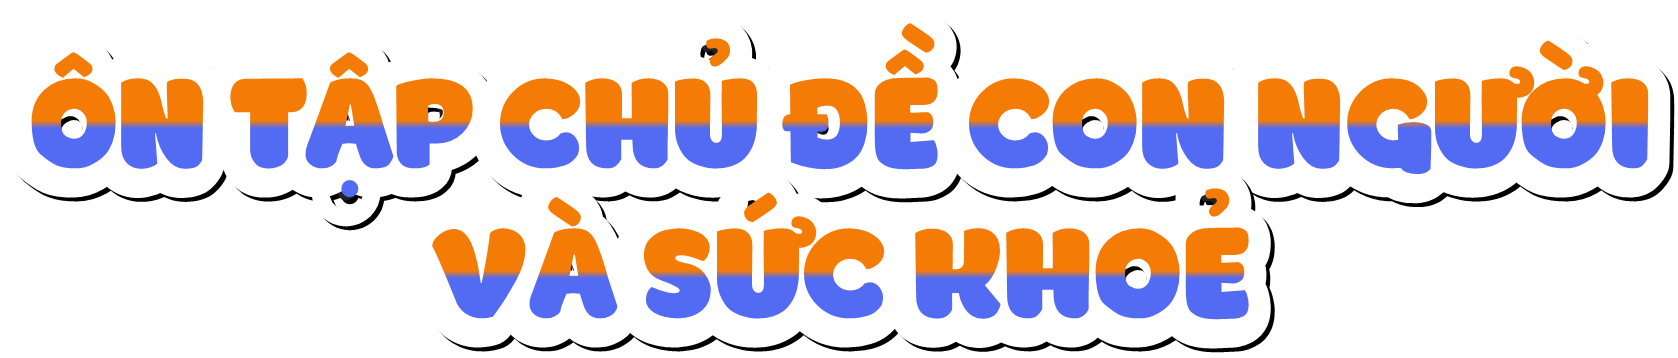 ÔN TẬP CHỦ ĐỀ CON NGƯỜI
VÀ SỨC KHOẺ